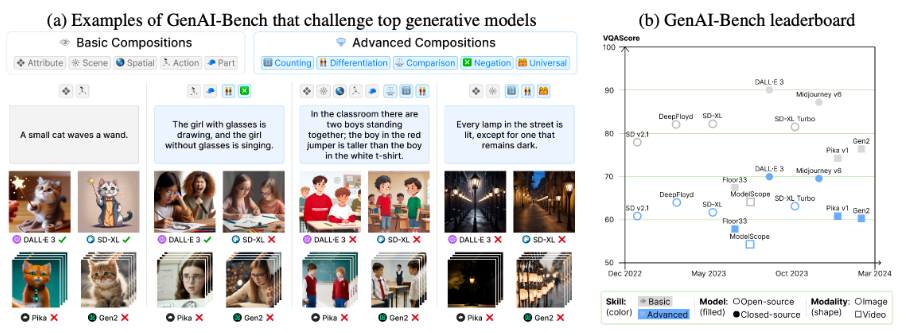 (a) Examples of GenAI-Bench that challenge top generative models
Basic Compositions
Advanced Compositions
Attribute Scene Spatial Action Part
Counting Differentiation Comparison Negation Universal
A small cat waves a wand.
The girl with glasses is
drawing, and the girl
without glasses is singing.
In the classroom there are
two boys standing
together; the boy in the red
jumper is taller than the boy
in the white t-shirt.
Every lamp in the street is
lit, except for one that
remains dark.
DALL-E 3 ✓ SD-XL ✓ DALL-E 3 ✓ SD-XL ✗ DALL-E 3 ✗ SD-XL ✗ DALL-E 3 ✗ SD-XL ✗
Pika ✗ Gen2 ✗ Pika ✗ Gen2 ✗ Pika ✗ Gen2 ✗ Pika ✗ Gen2 ✗
(b) GenAI-Bench leaderboard
VQAScore
100
DALL-E 3
90
Midjourney v6
DeepFloyd
SD-XL
SD-XL Turbo
SD v2.1
80
Gen2
Pika v1
70
DALL-E 3
Midjourney v6
Floor33
ModelScope
DeepFloyd
SD-XL Turbo
SD-XL
SD v2.1
Pika v1
Gen2
60
Floor33
ModelScope
50
Dec 2022 May 2023 Oct 2023 Mar 2024
Skill: Basic Model: Open-source Modality: Image
(color) Advanced (filled) Closed-source (shape) Video